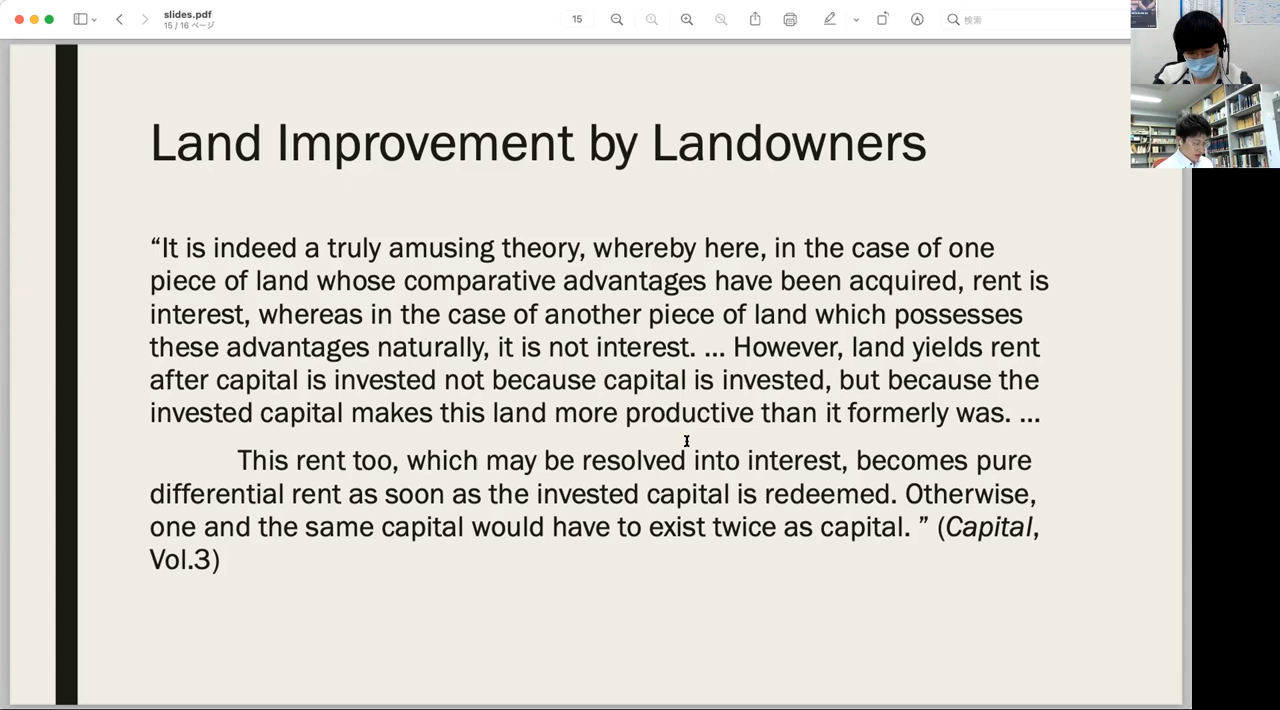 slides.pdf
15 / 16 ページ
15
検索
Land Improvement by Landowners
“It is indeed a truly amusing theory, whereby here, in the case of one
piece of land whose comparative advantages have been acquired, rent is
interest, whereas in the case of another piece of land which possesses
these advantages naturally, it is not interest. ... However, land yields rent
after capital is invested not because capital is invested, but because the
invested capital makes this land more productive than it formerly was. ...
This rent too, which may be resolved into interest, becomes pure
differential rent as soon as the invested capital is redeemed. Otherwise,
one and the same capital would have to exist twice as capital. ” (Capital,
Vol.3)